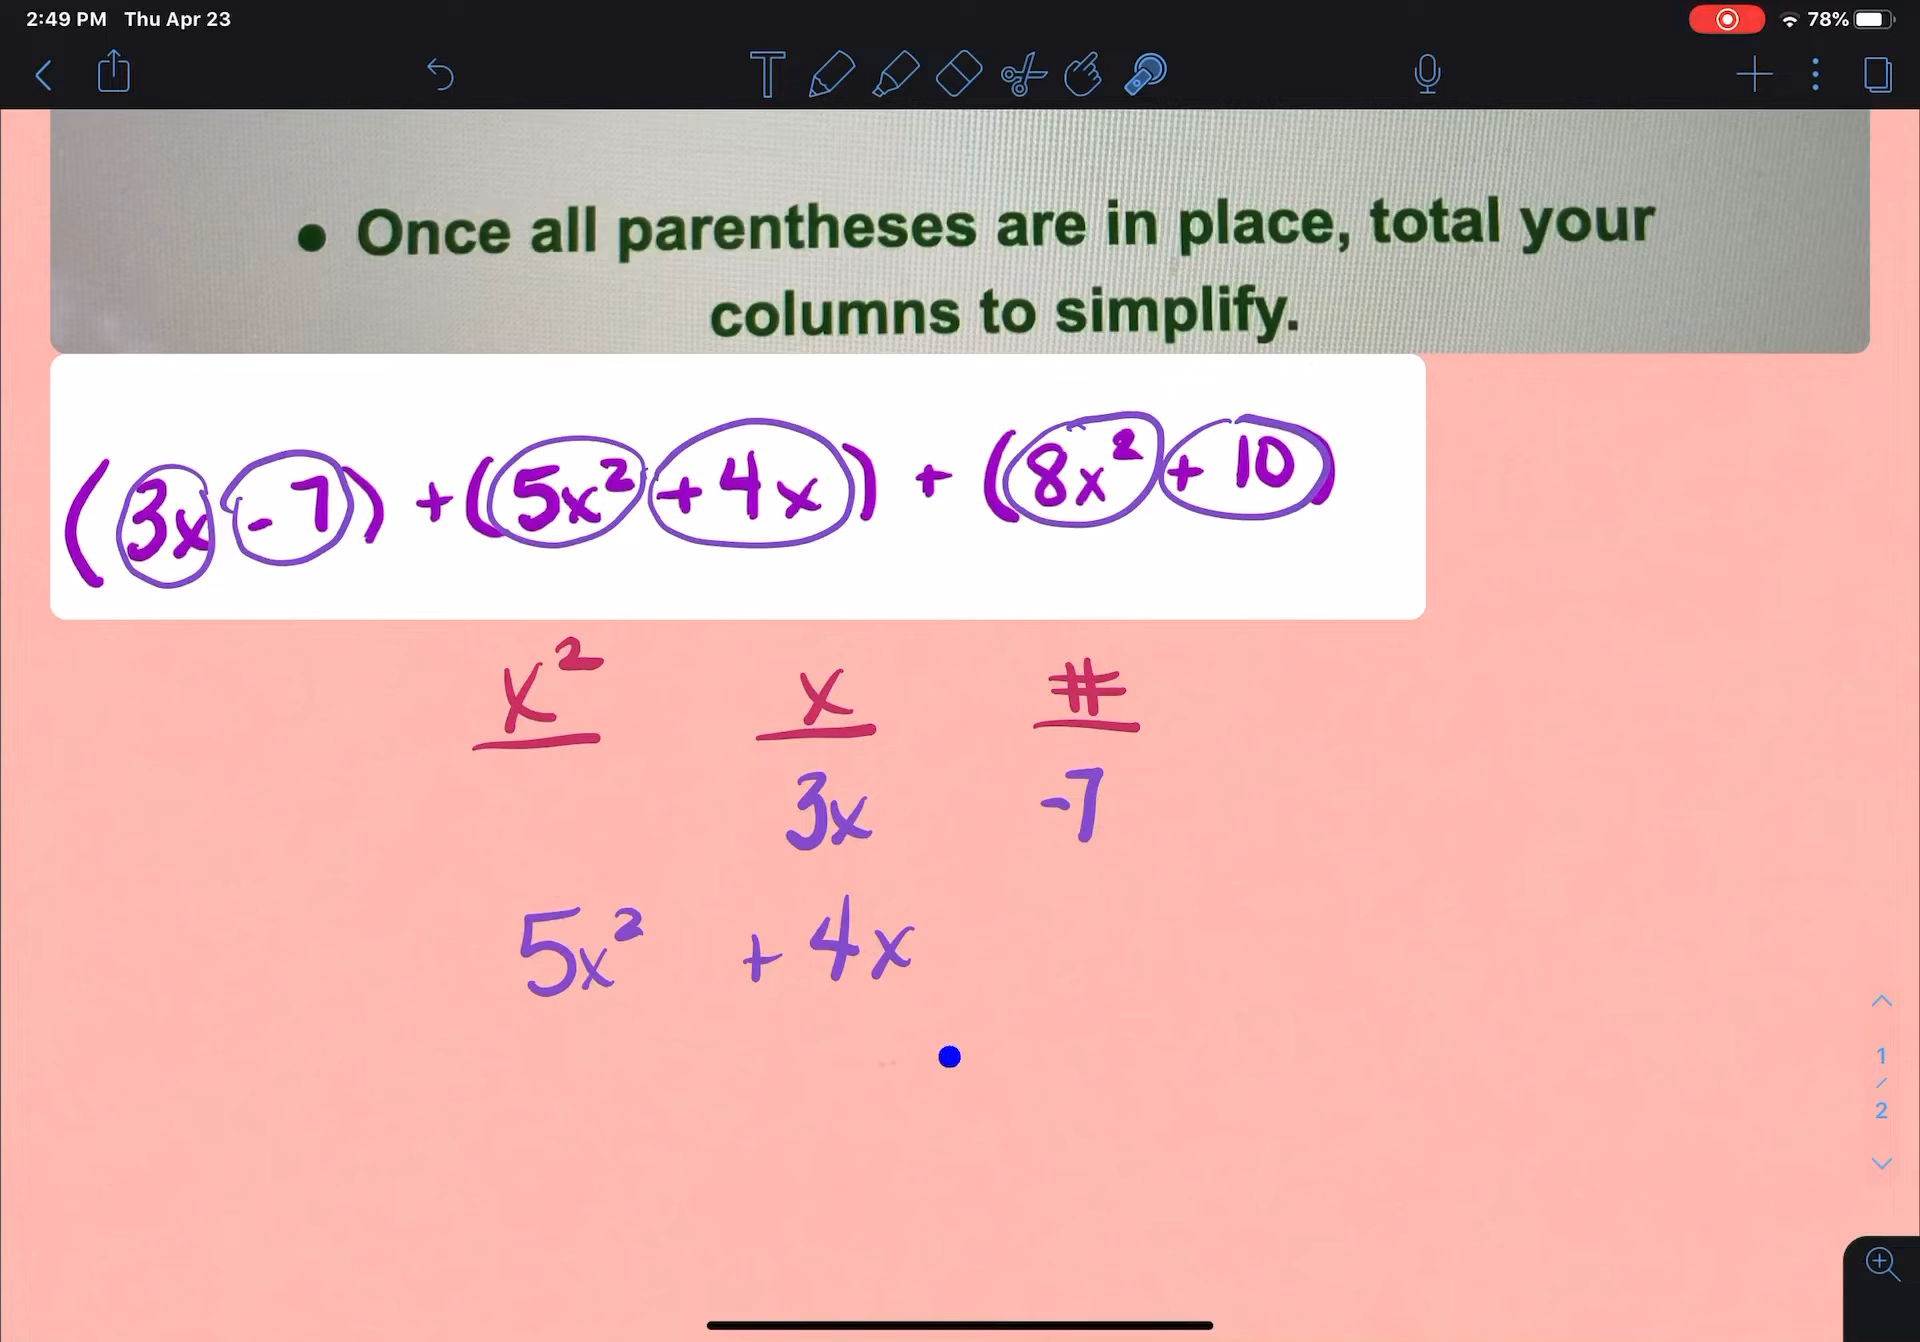 2:49 PM Thu Apr 23
78%
• Once all parentheses are in place, total your
columns to simplify.
(3x - 7) + (5x² + 4x) + (8x² + 10)
x² x #
3x -7
5x² + 4x
1
/
2